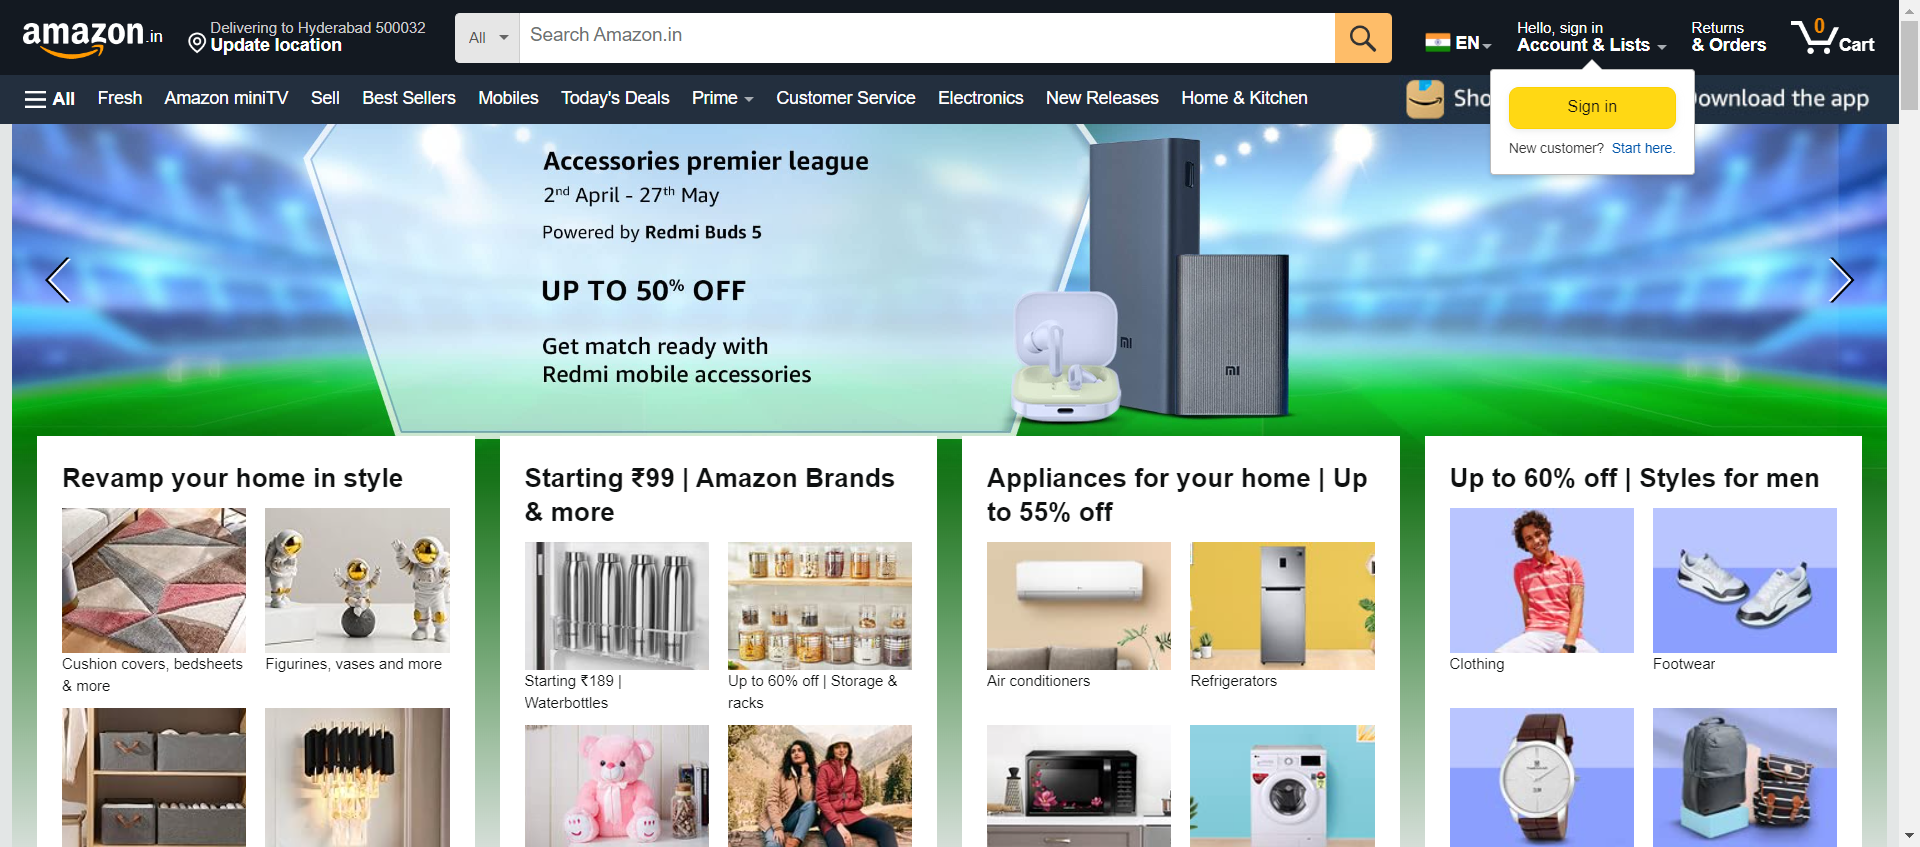 amazon.in
Delivering to Hyderabad 500032
Update location
All
Search Amazon.in
EN
Hello, sign in
Account & Lists
Returns
& Orders
0
Cart
All
Fresh
Amazon miniTV
Sell
Best Sellers
Mobiles
Today's Deals
Prime
Customer Service
Electronics
New Releases
Home & Kitchen
Sho
ownload the app
Sign in
New customer? Start here.
Accessories premier league
2nd April - 27th May
Powered by Redmi Buds 5
UP TO 50% OFF
Get match ready with
Redmi mobile accessories
mi
mi
Revamp your home in style
Cushion covers, bedsheets
& more
Figurines, vases and more
Starting ₹99 | Amazon Brands
& more
Starting ₹189 |
Waterbottles
Up to 60% off | Storage &
racks
Appliances for your home | Up
to 55% off
Air conditioners
Refrigerators
Up to 60% off | Styles for men
Clothing
Footwear